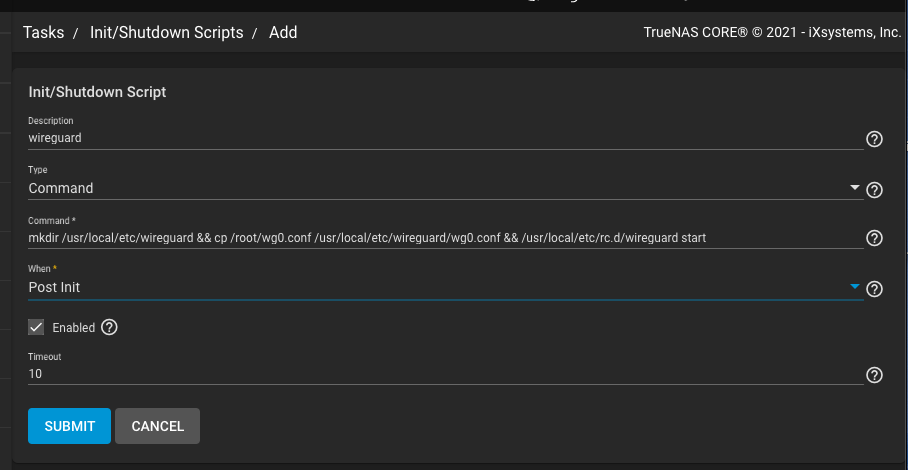 Tasks / Init/Shutdown Scripts / Add
TrueNAS CORE® © 2021 - iXsystems, Inc.
Init/Shutdown Script
Description
wireguard
Type
Command
Command *
mkdir /usr/local/etc/wireguard && cp /root/wg0.conf /usr/local/etc/wireguard/wg0.conf && /usr/local/etc/rc.d/wireguard start
When *
Post Init
Enabled
Timeout
10
SUBMIT
CANCEL